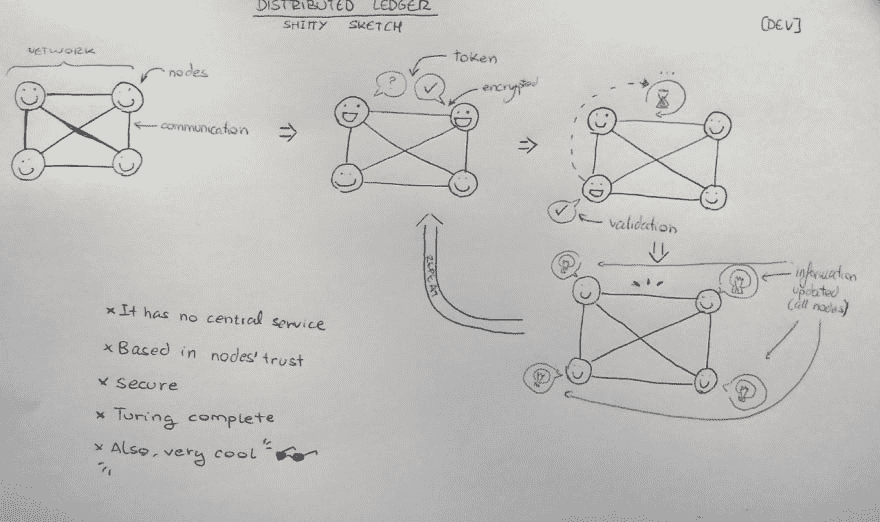 DISTRIBUTED LEDGER
SHITTY SKETCH
[DEV]
NETWORK
nodes
communication
?
token
encrypted
...
validation
information
updated
(all nodes)
* It has no central service
* Based in nodes' trust
* secure
* Turing complete
* Also, very cool